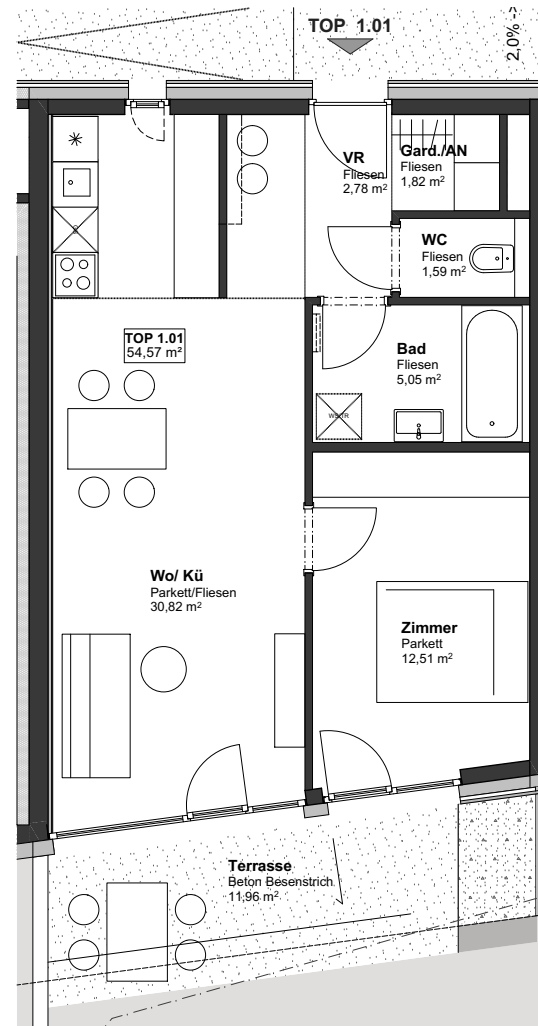 TOP 1.01
2,0% ->
VR
Fliesen
2,78 m²
Gard./AN
Fliesen
1,82 m²
WC
Fliesen
1,59 m²
TOP 1.01
54,57 m²
Bad
Fliesen
5,05 m²
Wo/ Kü
Parkett/Fliesen
30,82 m²
Zimmer
Parkett
12,51 m²
Terrasse
Beton Besenstrich
11,96 m²